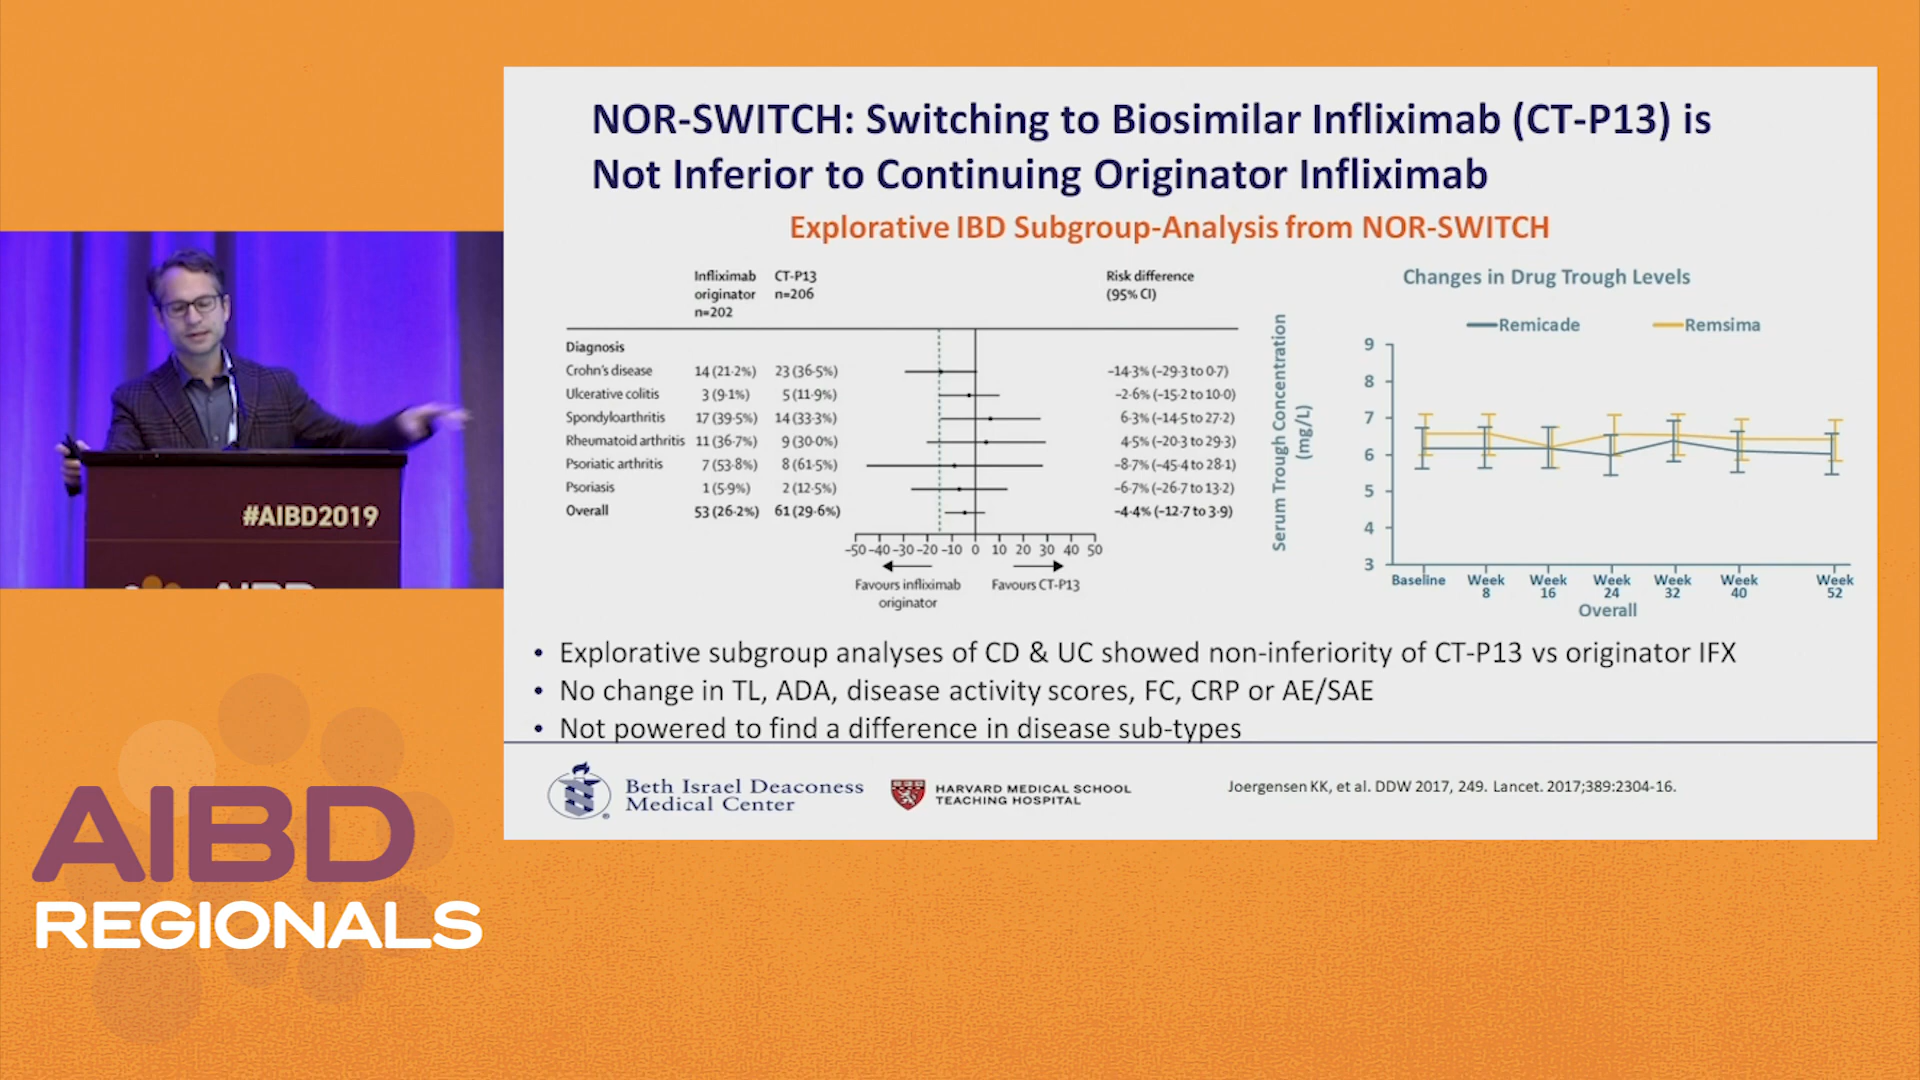 NOR-SWITCH: Switching to Biosimilar Infliximab (CT-P13) is
Not Inferior to Continuing Originator Infliximab
Explorative IBD Subgroup-Analysis from NOR-SWITCH
Infliximab originator n=202 CT-P13 n=206 Risk difference (95% CI)
Diagnosis
Crohn's disease 14 (21·2%) 23 (36·5%) −14·3% (−29·3 to 0·7)
Ulcerative colitis 3 (9·1%) 5 (11·9%) −2·6% (−15·2 to 10·0)
Spondyloarthritis 17 (39·5%) 14 (33·3%) 6·3% (−14·5 to 27·2)
Rheumatoid arthritis 11 (36·7%) 9 (30·0%) 4·5% (−20·3 to 29·3)
Psoriatic arthritis 7 (53·8%) 8 (61·5%) −8·7% (−45·4 to 28·1)
Psoriasis 1 (5·9%) 2 (12·5%) −6·7% (−26·7 to 13·2)
Overall 53 (26·2%) 61 (29·6%) −4·4% (−12·7 to 3·9)
−50 −40 −30 −20 −10 0 10 20 30 40 50
Favours infliximab originator Favours CT-P13
Changes in Drug Trough Levels
Remicade Remsima
Serum Trough Concentration
(mg/L)
9
8
7
6
5
4
3
Baseline Week 8 Week 16 Week 24 Week 32 Week 40 Week 52
Overall
• Explorative subgroup analyses of CD & UC showed non-inferiority of CT-P13 vs originator IFX
• No change in TL, ADA, disease activity scores, FC, CRP or AE/SAE
• Not powered to find a difference in disease sub-types
Beth Israel Deaconess
Medical Center
HARVARD MEDICAL SCHOOL
TEACHING HOSPITAL
Joergensen KK, et al. DDW 2017, 249. Lancet. 2017;389:2304-16.
#AIBD2019
AIBD
AIBD
REGIONALS